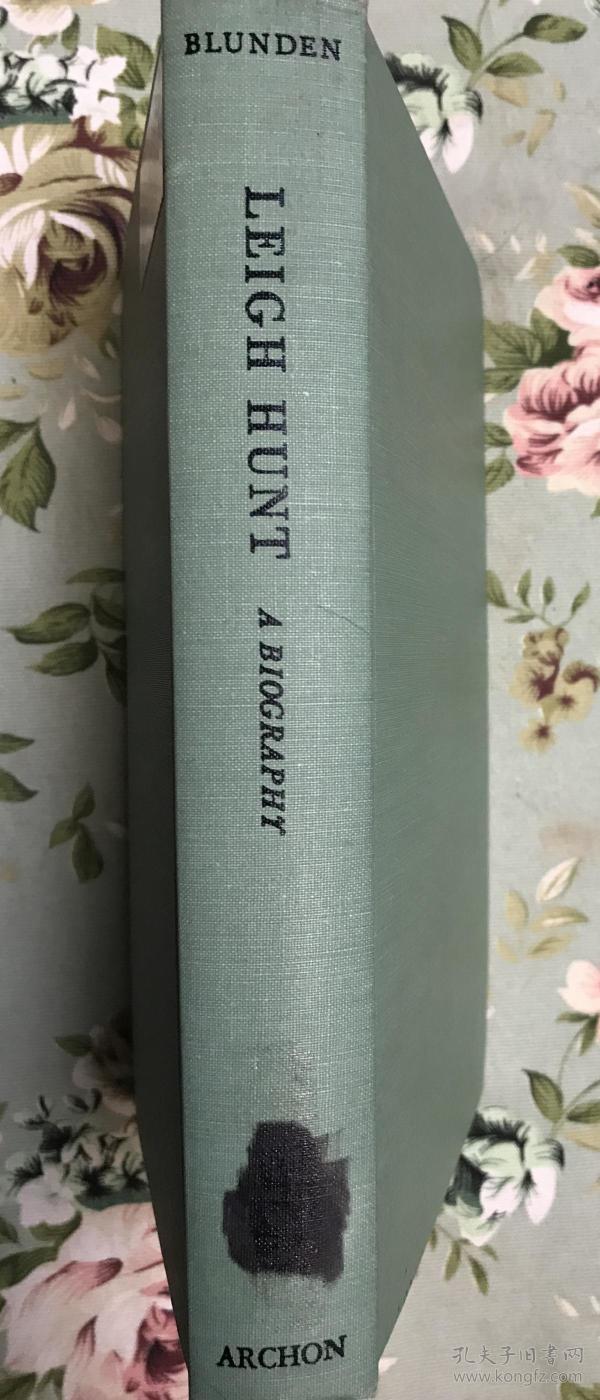 BLUNDEN
LEIGH HUNT A BIOGRAPHY
ARCHON
孔夫子旧书网
www.kongfz.com